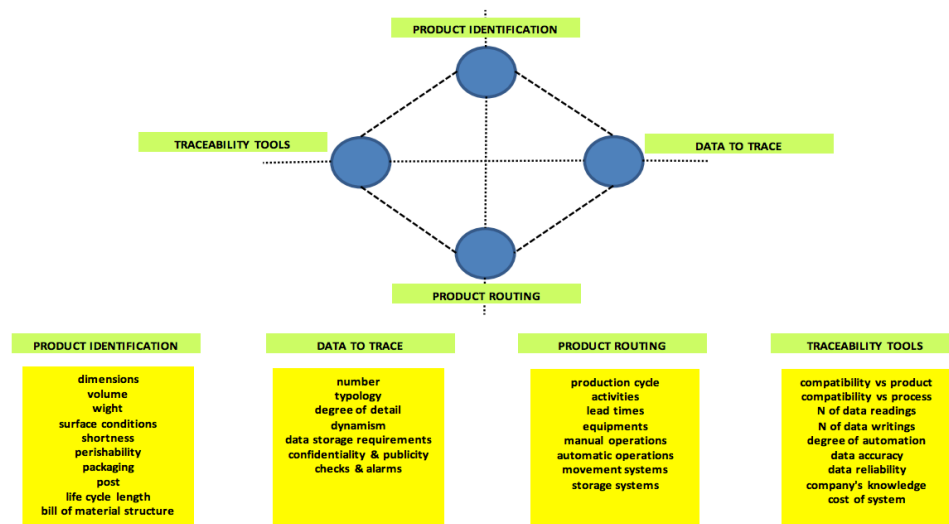 PRODUCT IDENTIFICATION
TRACEABILITY TOOLS
DATA TO TRACE
PRODUCT ROUTING
PRODUCT IDENTIFICATION
dimensions
volume
wight
surface conditions
shortness
perishability
packaging
post
life cycle length
bill of material structure
DATA TO TRACE
number
typology
degree of detail
dynamism
data storage requirements
confidentiality & publicity
checks & alarms
PRODUCT ROUTING
production cycle
activities
lead times
equipments
manual operations
automatic operations
movement systems
storage systems
TRACEABILITY TOOLS
compatibility vs product
compatibility vs process
N of data readings
N of data writings
degree of automation
data accuracy
data reliability
company's knowledge
cost of system